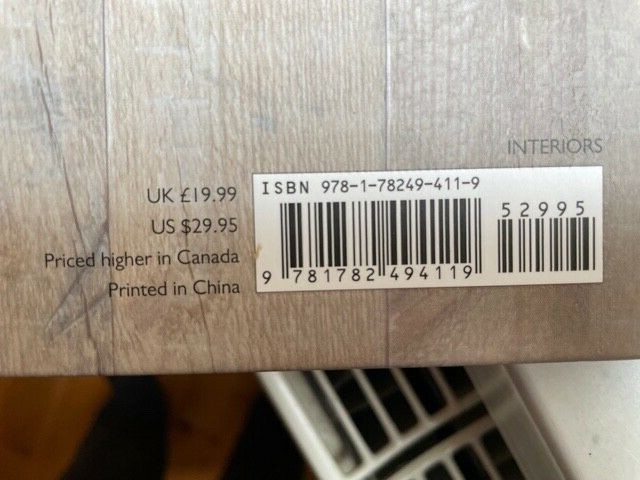 INTERIORS
UK £19.99
US $29.95
Priced higher in Canada
Printed in China
ISBN 978-1-78249-411-9
52995
9 781782 494119